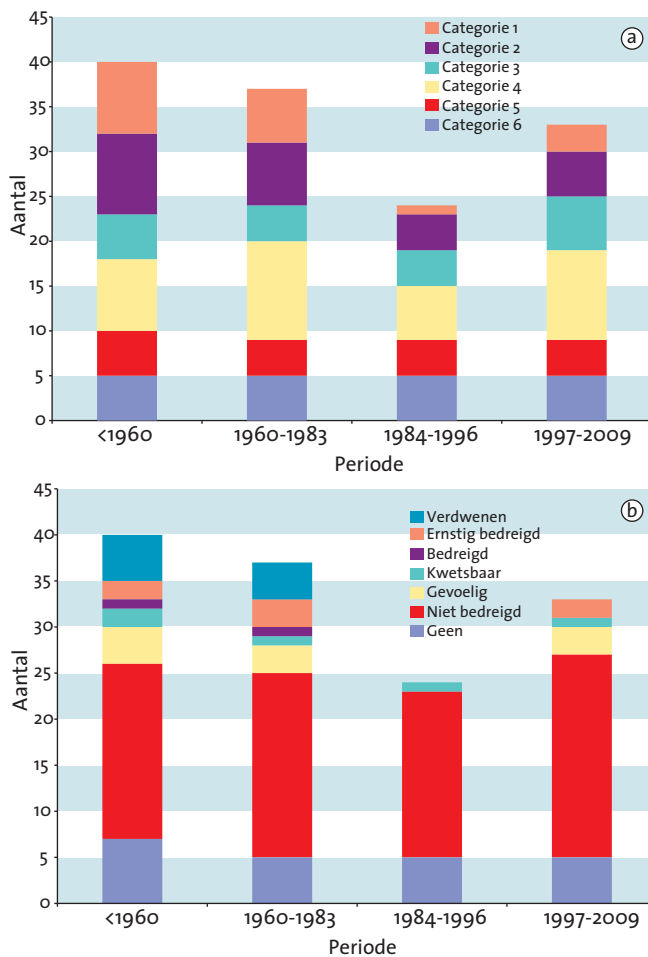 a
Categorie 1
Categorie 2
Categorie 3
Categorie 4
Categorie 5
Categorie 6
Aantal
45
40
35
30
25
20
15
10
5
0
<1960 1960-1983 1984-1996 1997-2009
Periode
b
Verdwenen
Ernstig bedreigd
Bedreigd
Kwetsbaar
Gevoelig
Niet bedreigd
Geen
Aantal
45
40
35
30
25
20
15
10
5
0
<1960 1960-1983 1984-1996 1997-2009
Periode